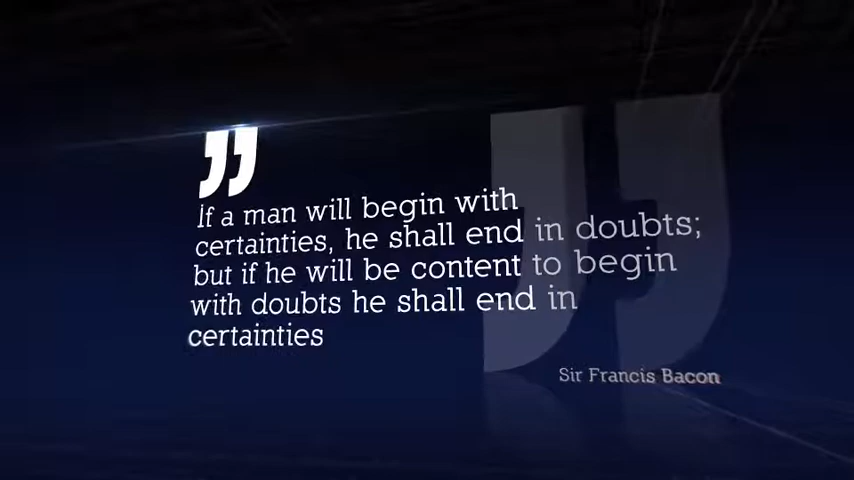 ”
If a man will begin with
certainties, he shall end in doubts;
but if he will be content to begin
with doubts he shall end in
certainties
Sir Francis Bacon